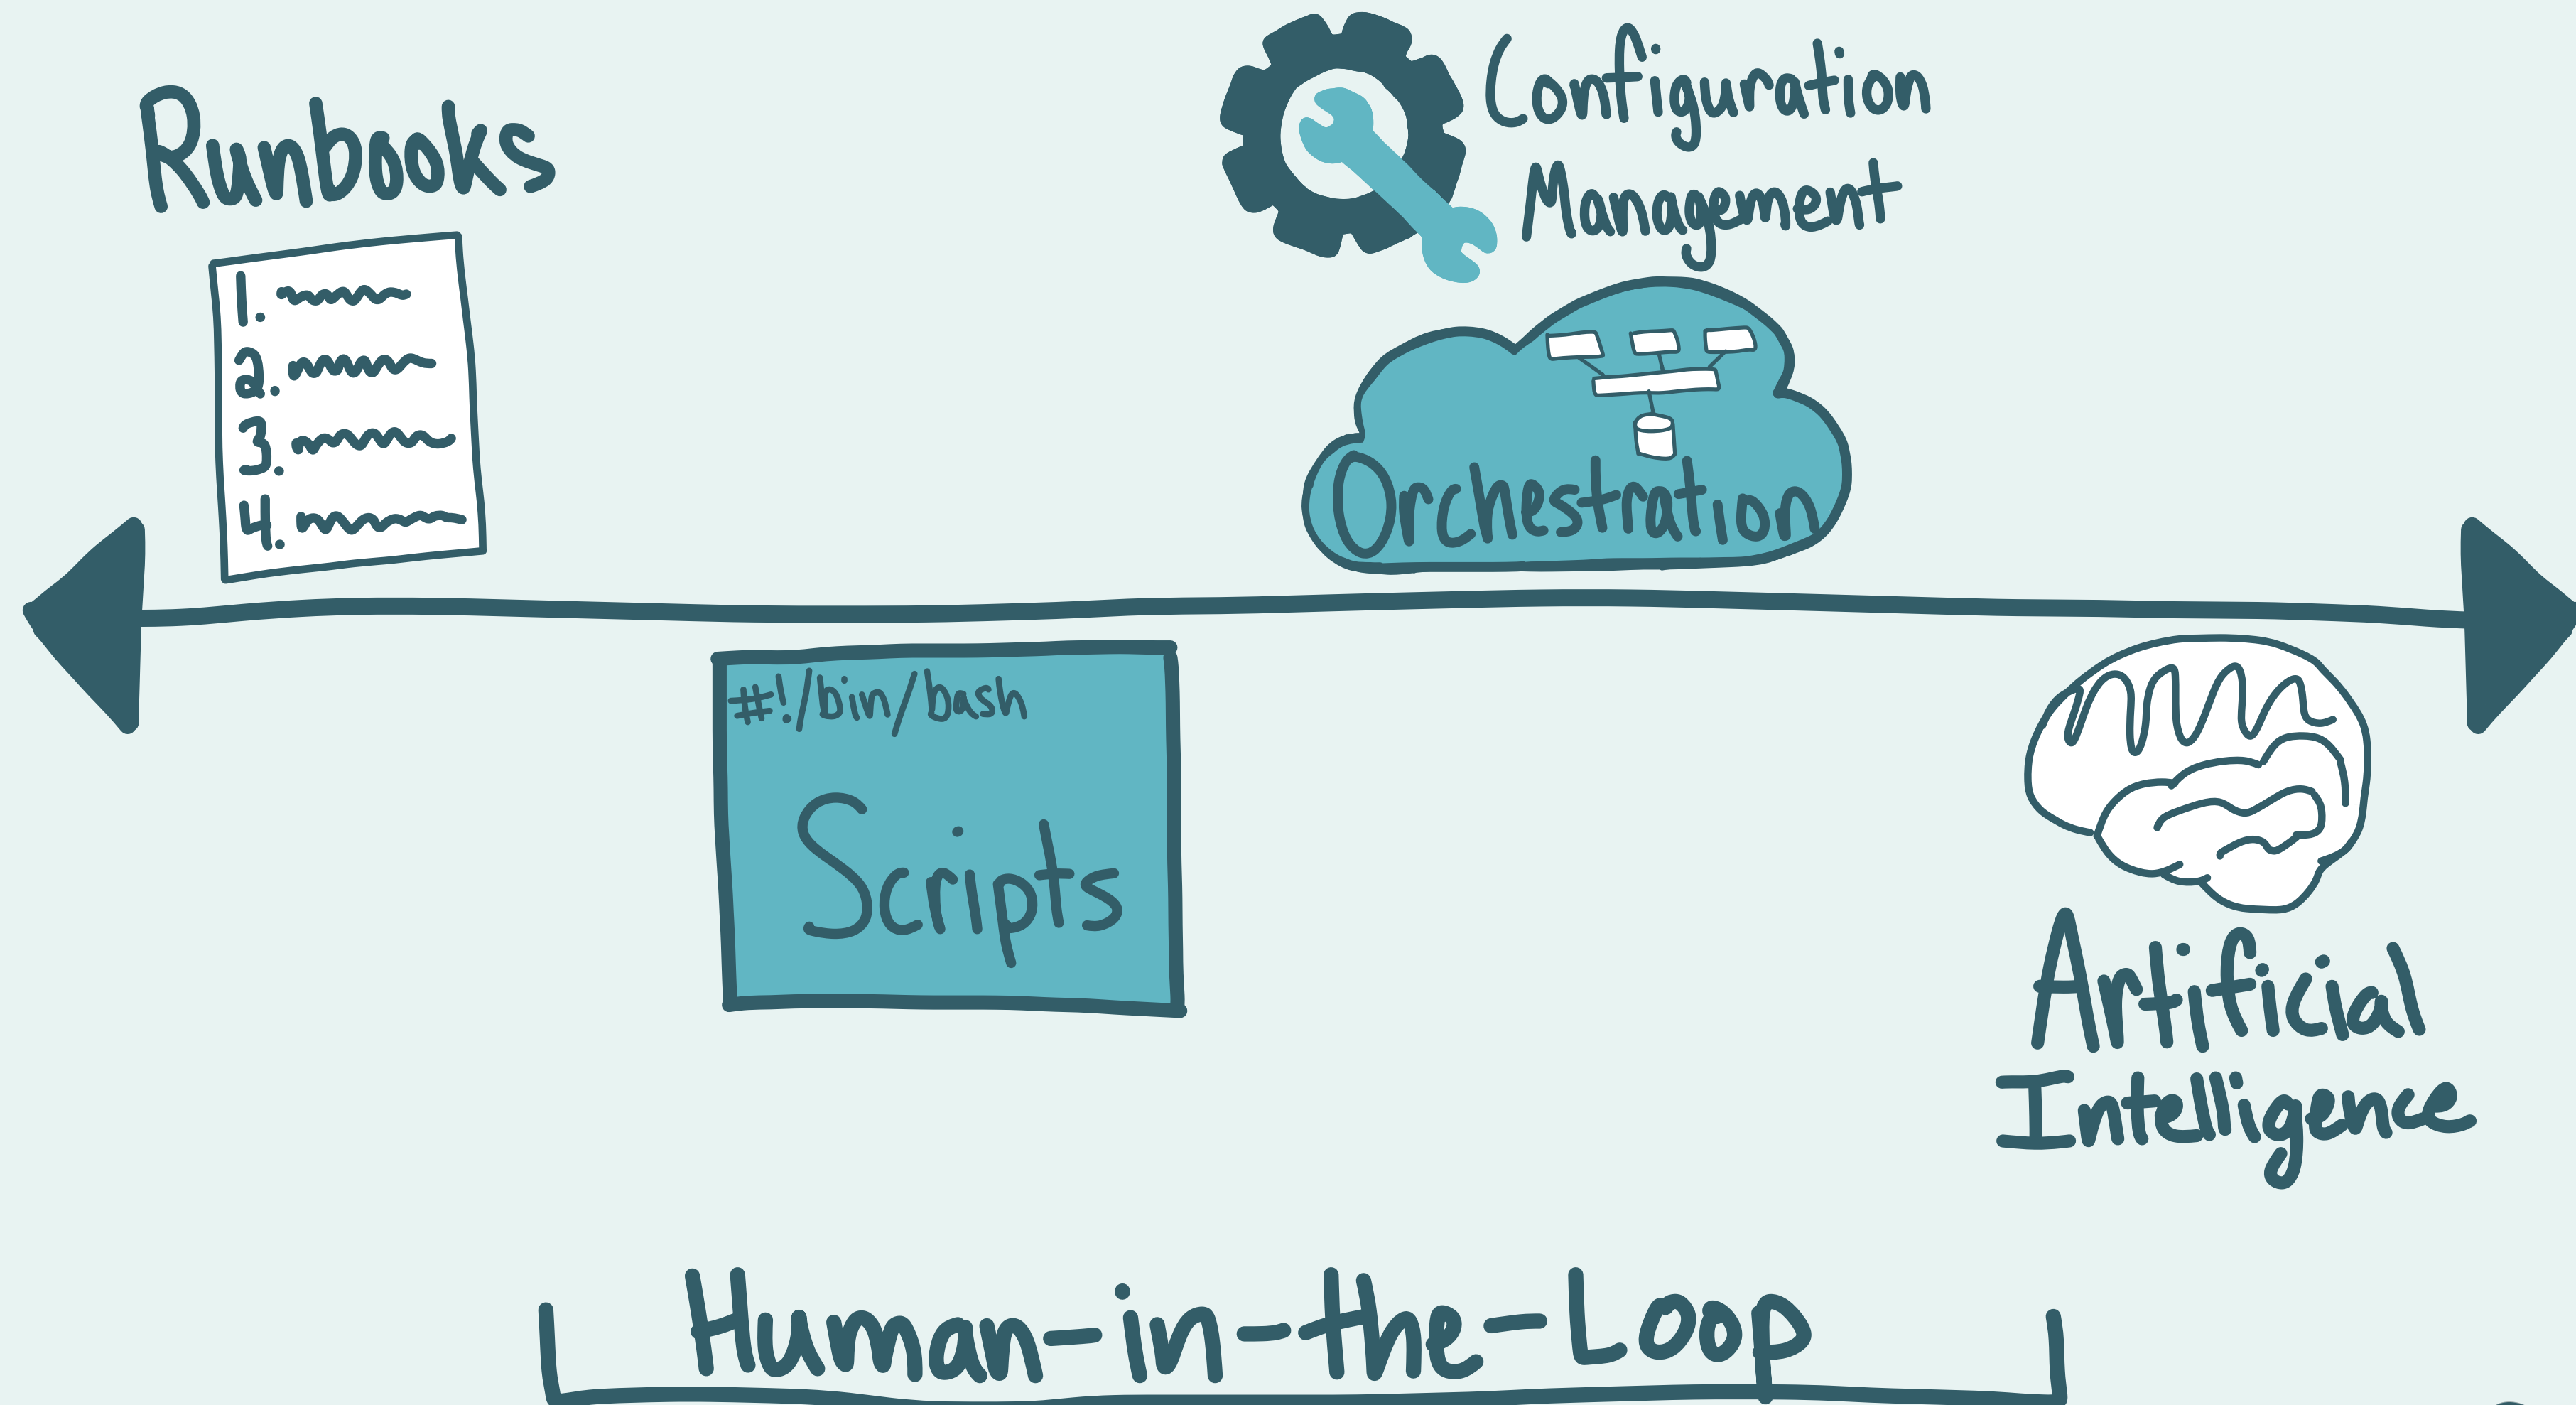 Runbooks
1.
2.
3.
4.
Configuration
Management
Orchestration
#!/bin/bash
Scripts
Artificial
Intelligence
Human-in-the-Loop